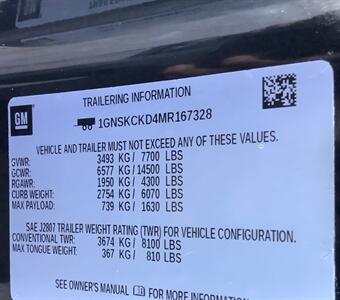 TRAILERING INFORMATION
GM
1GNSKCKD4MR167328
VEHICLE AND TRAILER MUST NOT EXCEED ANY OF THESE VALUES.
GVWR: 3493 KG / 7700 LBS
GCWR: 6577 KG / 14500 LBS
RGAWR: 1950 KG / 4300 LBS
CURB WEIGHT: 2754 KG / 6070 LBS
MAX PAYLOAD: 739 KG / 1630 LBS
SAE J2807 TRAILER WEIGHT RATING (TWR) FOR VEHICLE CONFIGURATION.
CONVENTIONAL TWR: 3674 KG / 8100 LBS
MAX TONGUE WEIGHT: 367 KG / 810 LBS
SEE OWNER'S MANUAL FOR MORE INFORMATION.